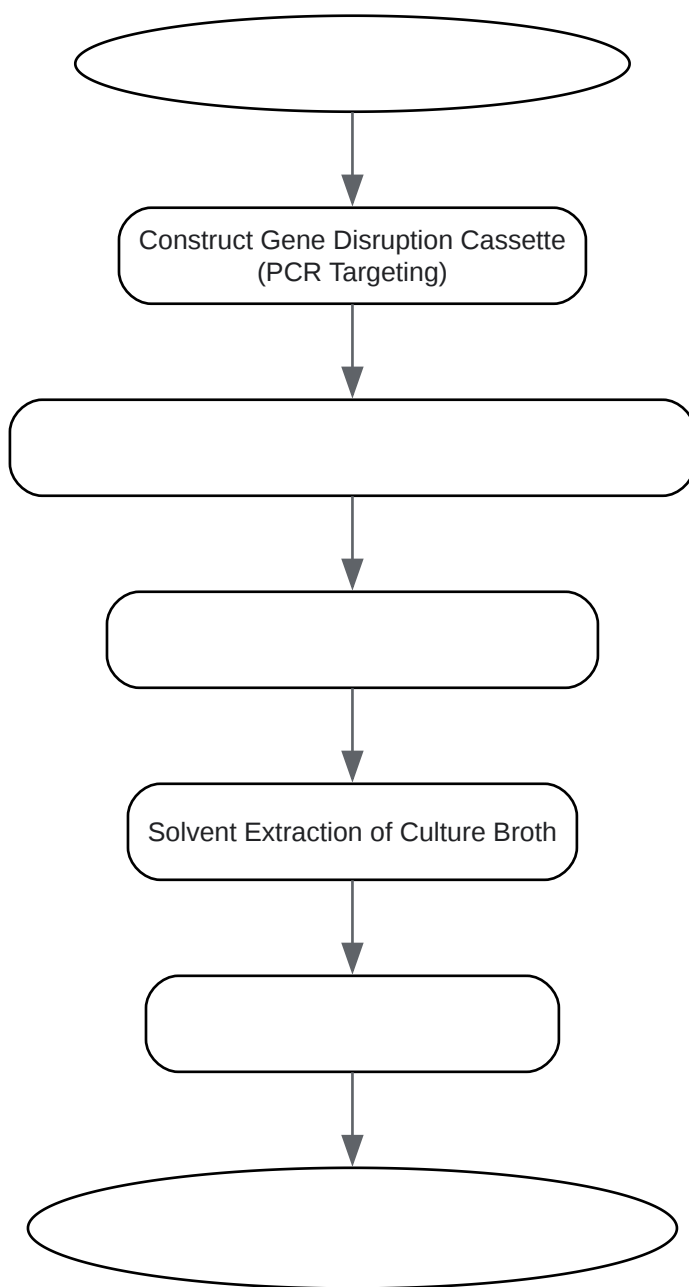 Construct Gene Disruption Cassette
(PCR Targeting)
Solvent Extraction of Culture Broth